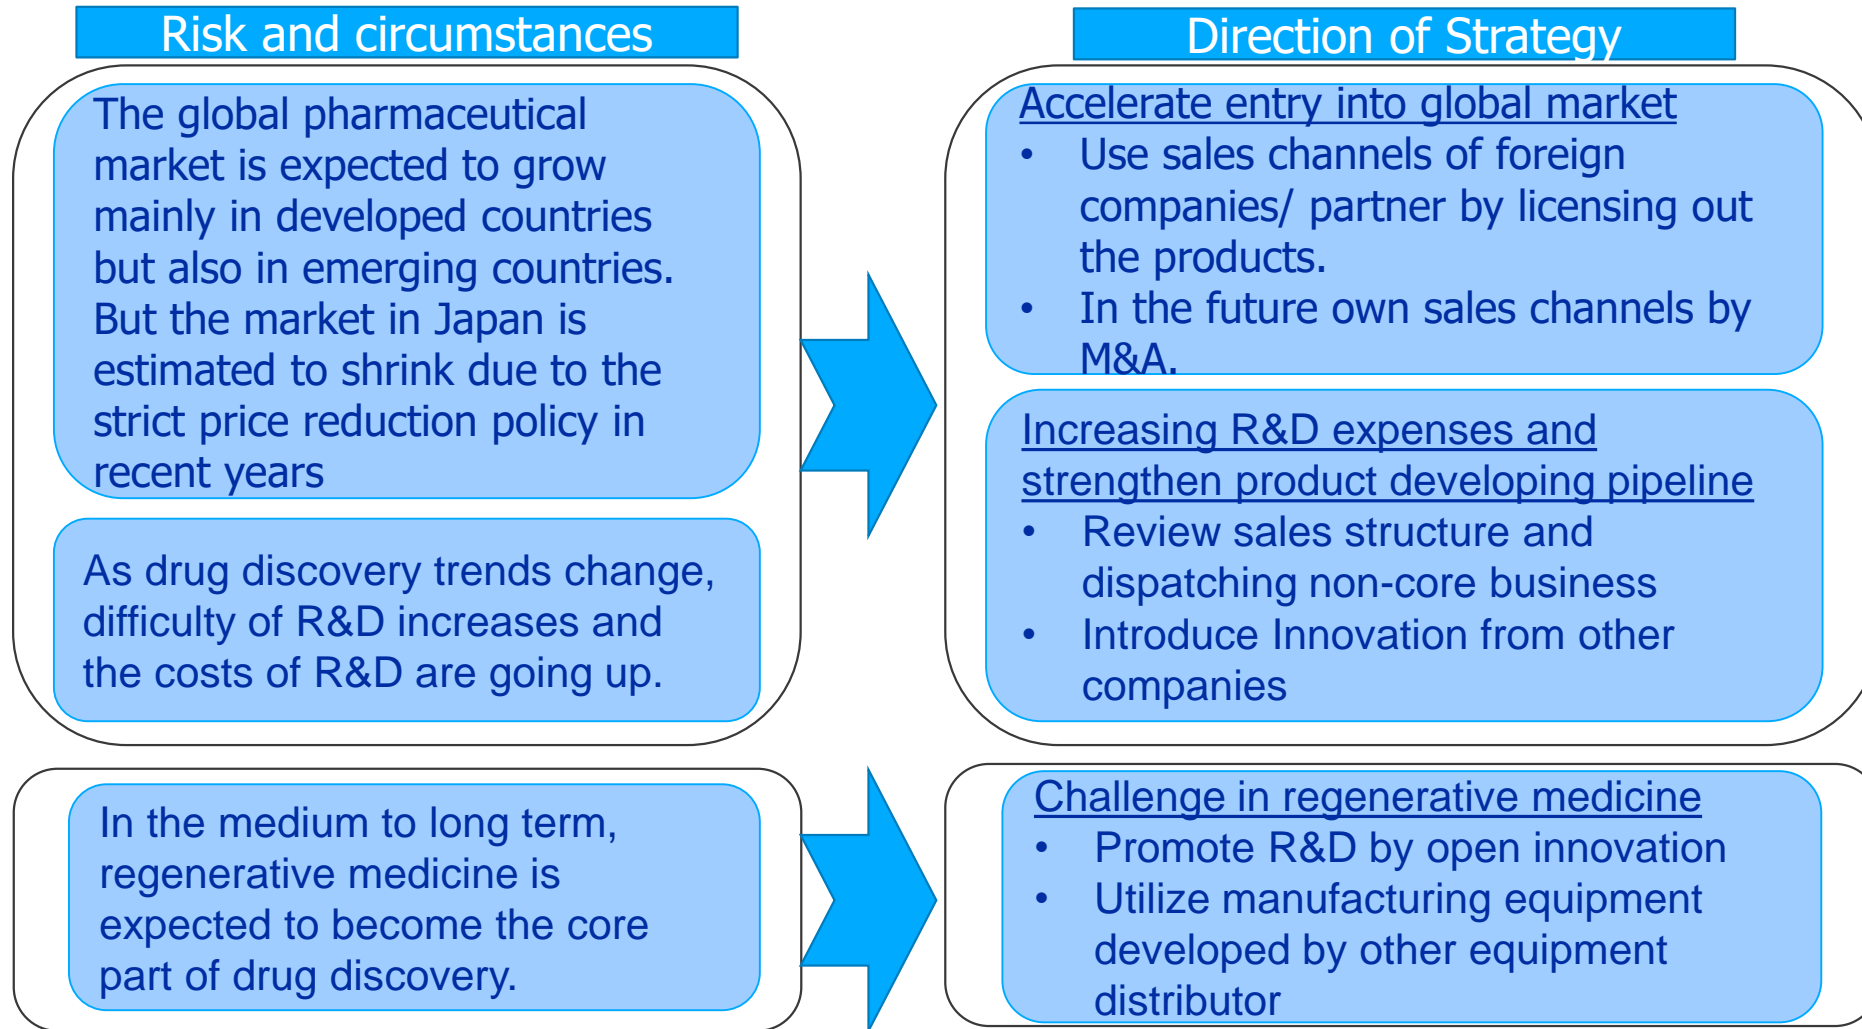 Risk and circumstances
The global pharmaceutical
market is expected to grow
mainly in developed countries
but also in emerging countries.
But the market in Japan is
estimated to shrink due to the
strict price reduction policy in
recent years
As drug discovery trends change,
difficulty of R&D increases and
the costs of R&D are going up.
In the medium to long term,
regenerative medicine is
expected to become the core
part of drug discovery.
Direction of Strategy
Accelerate entry into global market
• Use sales channels of foreign
companies/ partner by licensing out
the products.
• In the future own sales channels by
M&A.
Increasing R&D expenses and
strengthen product developing pipeline
• Review sales structure and
dispatching non-core business
• Introduce Innovation from other
companies
Challenge in regenerative medicine
• Promote R&D by open innovation
• Utilize manufacturing equipment
developed by other equipment
distributor